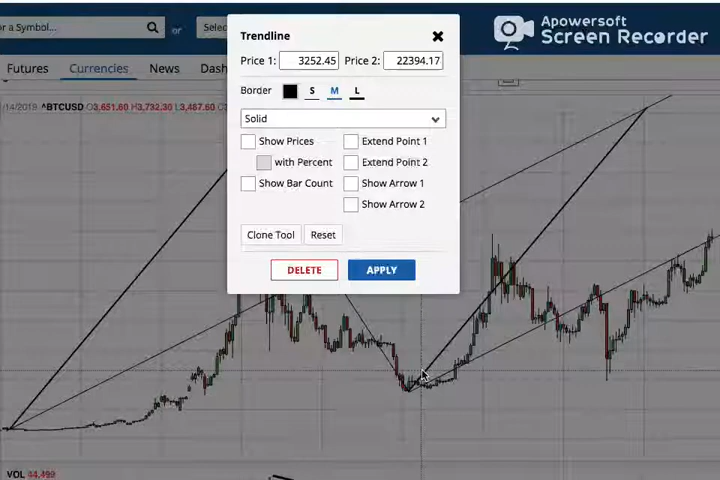 or a Symbol...
or
Selec
Apowersoft
Screen Recorder
Futures
Currencies
News
Dash
/14/2019 ^BTCUSD O3,651.60 H3,732.30 L3,487.60
Trendline
Price 1: 3252.45 Price 2: 22394.17
Border S M L
Solid
Show Prices
Extend Point 1
with Percent
Extend Point 2
Show Bar Count
Show Arrow 1
Show Arrow 2
Clone Tool
Reset
DELETE
APPLY
VOL 44,499